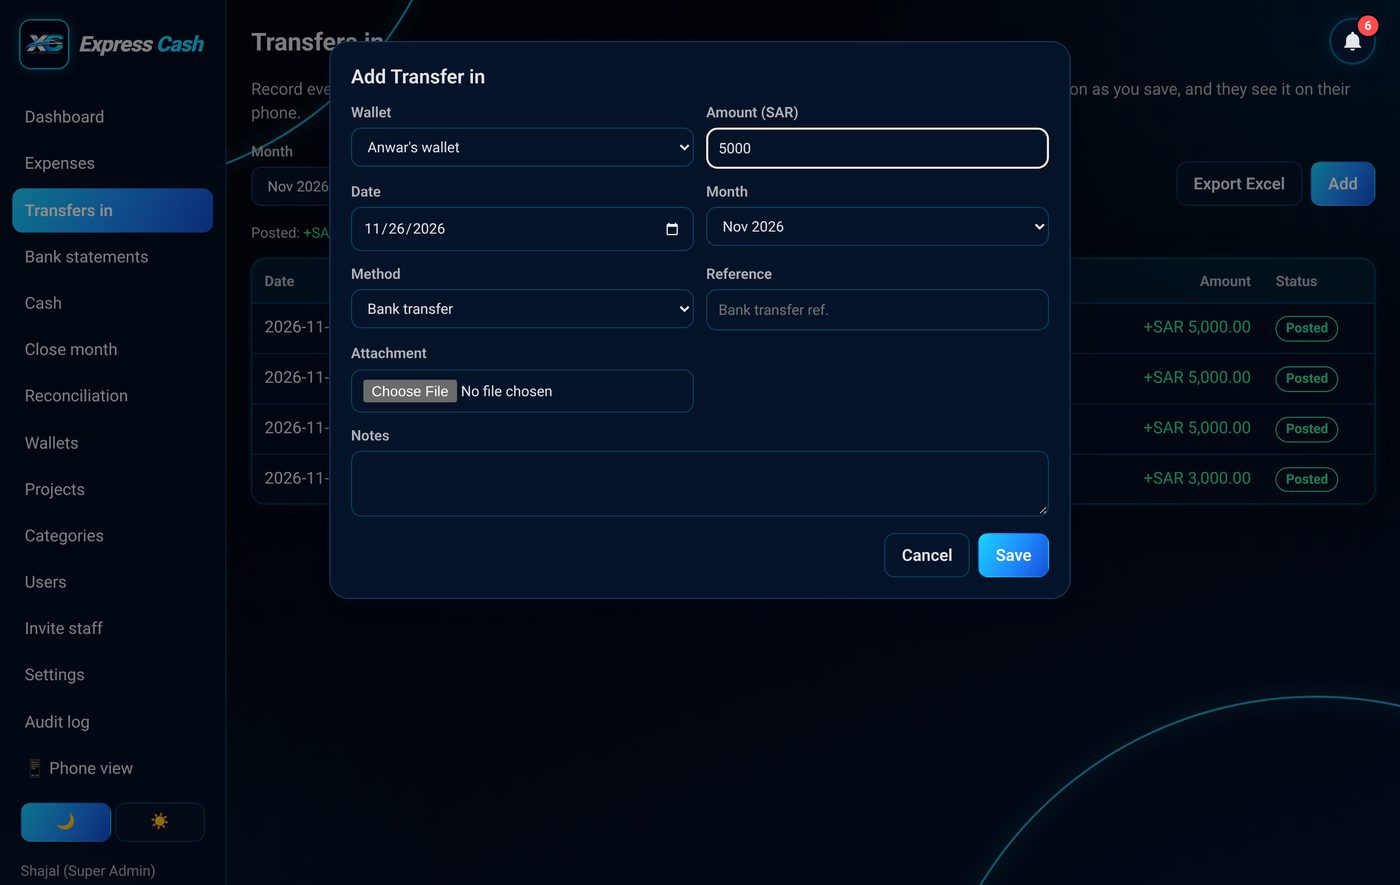 XC Express Cash
Dashboard
Expenses
Transfers in
Bank statements
Cash
Close month
Reconciliation
Wallets
Projects
Categories
Users
Invite staff
Settings
Audit log
Phone view
Shajal (Super Admin)
Transfers in
6
Record eve
on as you save, and they see it on their
phone.
Month
Nov 2026
Export Excel
Add
Posted: +SA
Date
Amount
Status
2026-11-
+SAR 5,000.00
Posted
2026-11-
+SAR 5,000.00
Posted
2026-11-
+SAR 5,000.00
Posted
2026-11-
+SAR 3,000.00
Posted
Add Transfer in
Wallet
Amount (SAR)
Anwar's wallet
5000
Date
Month
11/26/2026
Nov 2026
Method
Reference
Bank transfer
Bank transfer ref.
Attachment
Choose File No file chosen
Notes
Cancel
Save